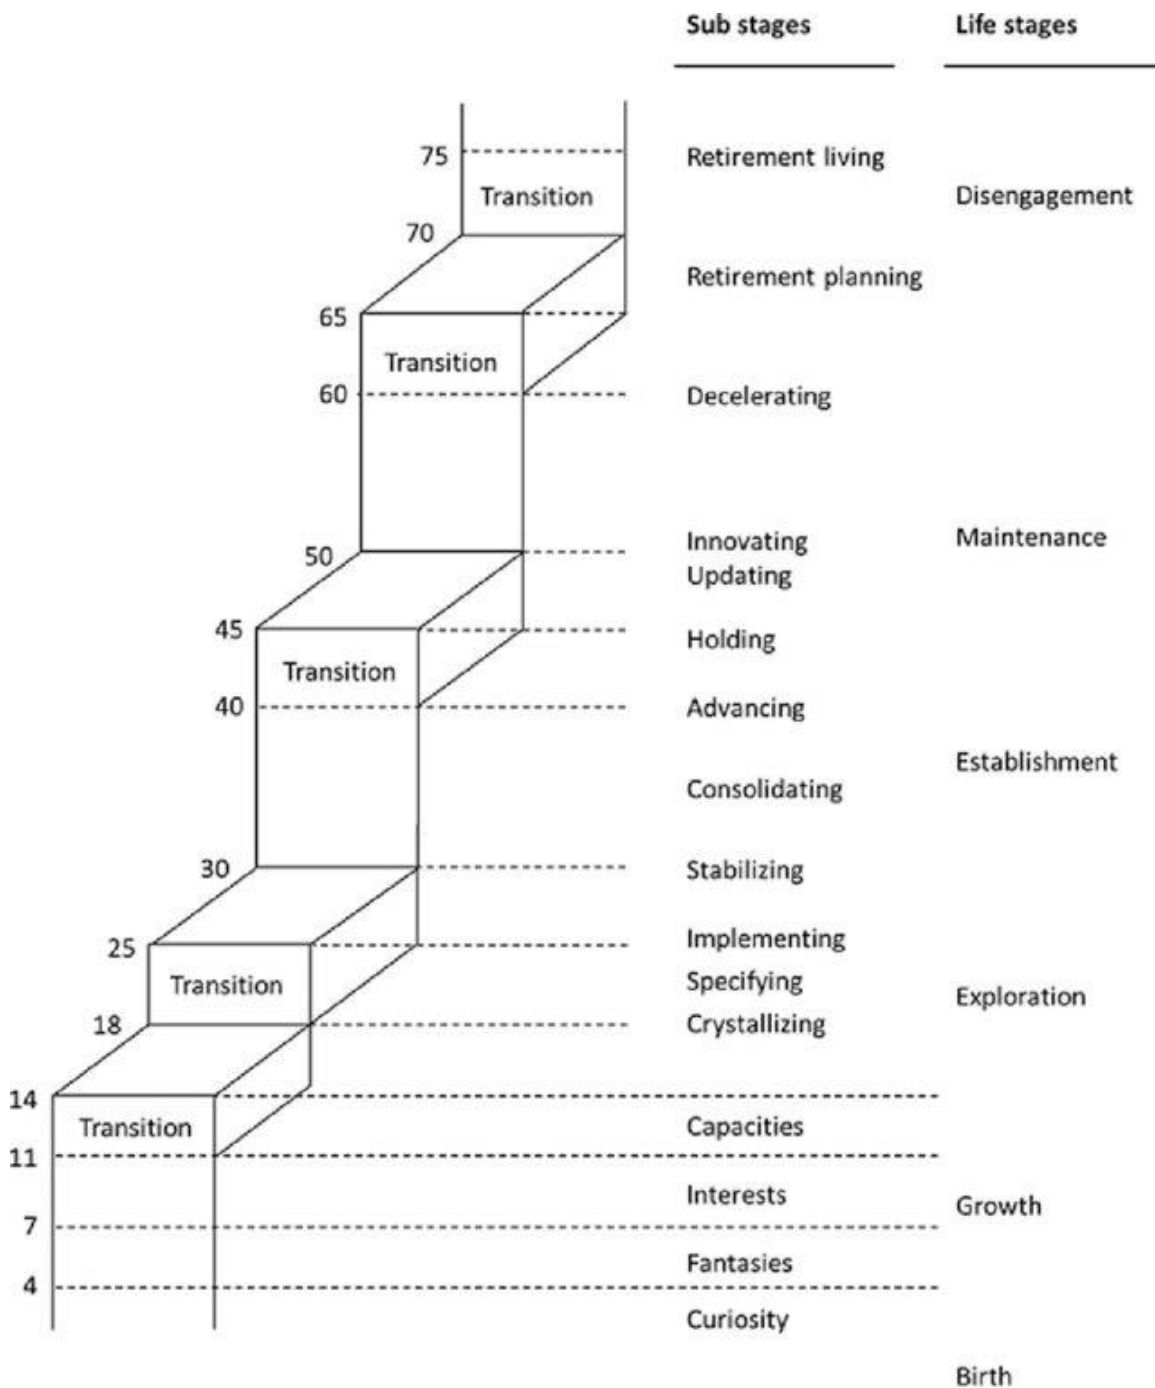 Sub stages Life stages
75 Retirement living
Transition Disengagement
70
Retirement planning
65
Transition
60 Decelerating
50 Innovating Maintenance
Updating
45 Holding
Transition
40 Advancing
Establishment
Consolidating
30 Stabilizing
25 Implementing
Transition Specifying
Exploration
18 Crystallizing
14
Transition Capacities
11
Interests
Growth
7
Fantasies
4
Curiosity
Birth